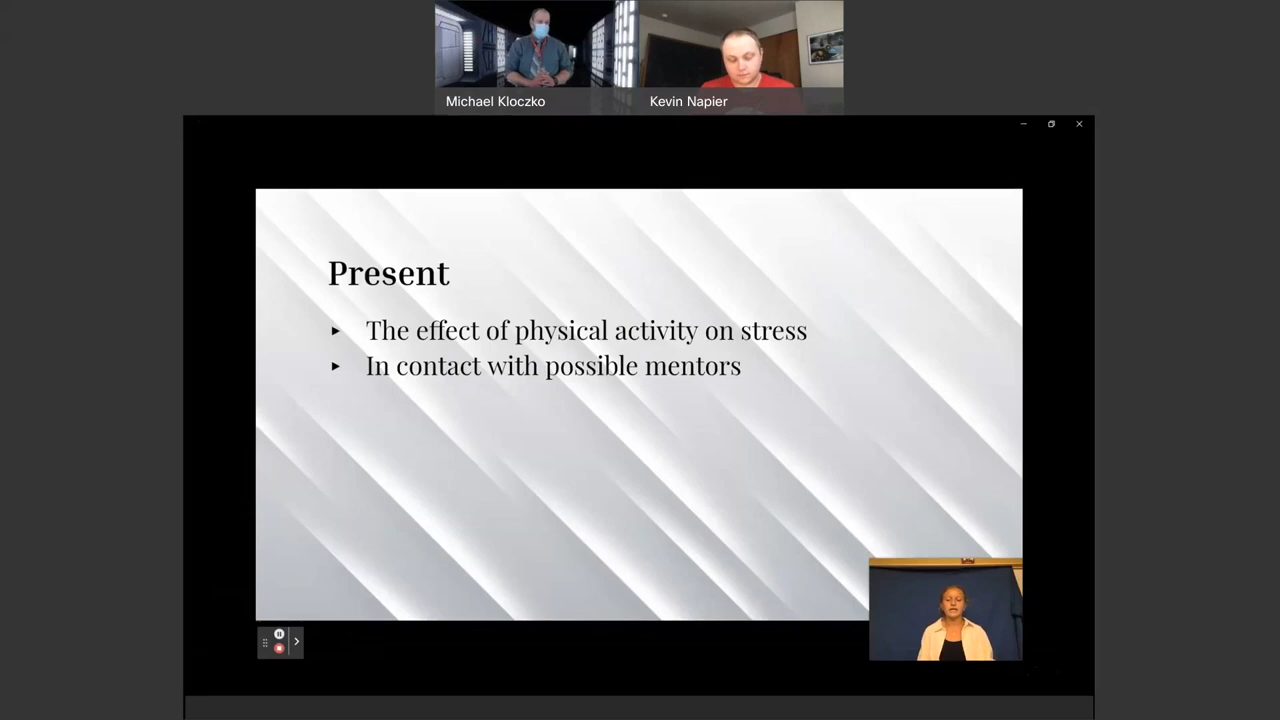 Michael Kloczko
Kevin Napier
Present
The effect of physical activity on stress
In contact with possible mentors